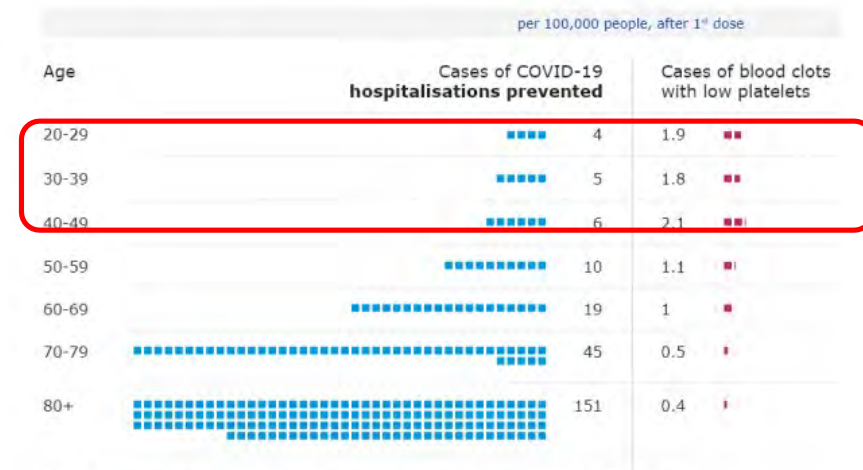 per 100,000 people, after 1st dose
Age Cases of COVID-19 hospitalisations prevented Cases of blood clots with low platelets
20-29 4 1.9
30-39 5 1.8
40-49 6 2.1
50-59 10 1.1
60-69 19 1
70-79 45 0.5
80+ 151 0.4